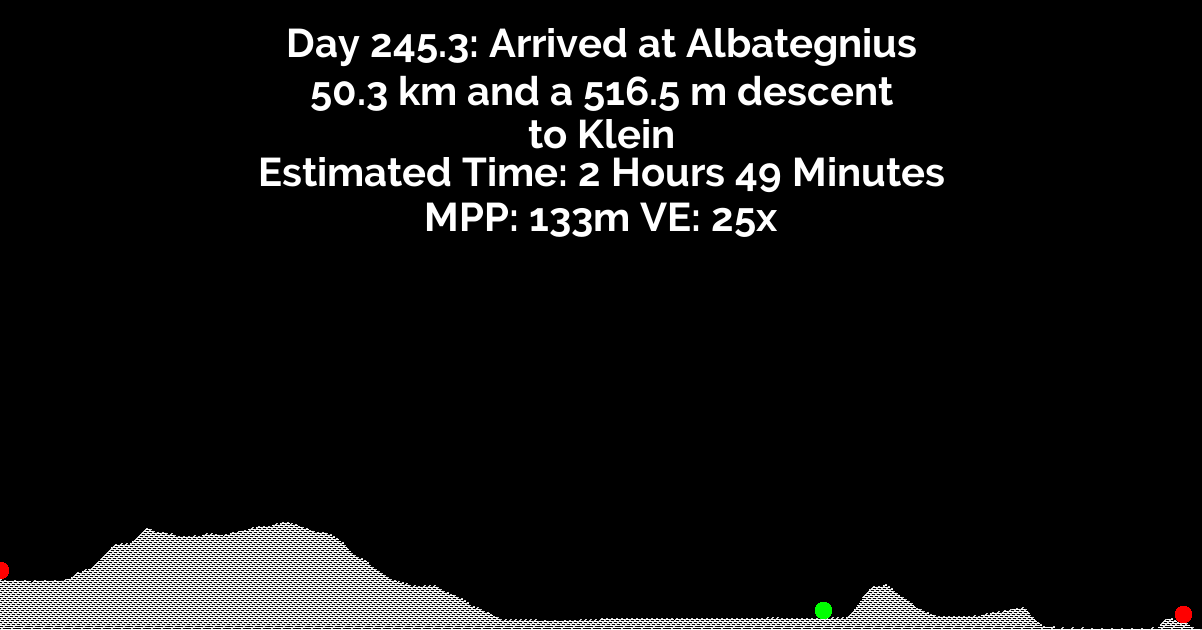 Day 245.3: Arrived at Albategnius
50.3 km and a 516.5 m descent
to Klein
Estimated Time: 2 Hours 49 Minutes
MPP: 133m VE: 25x